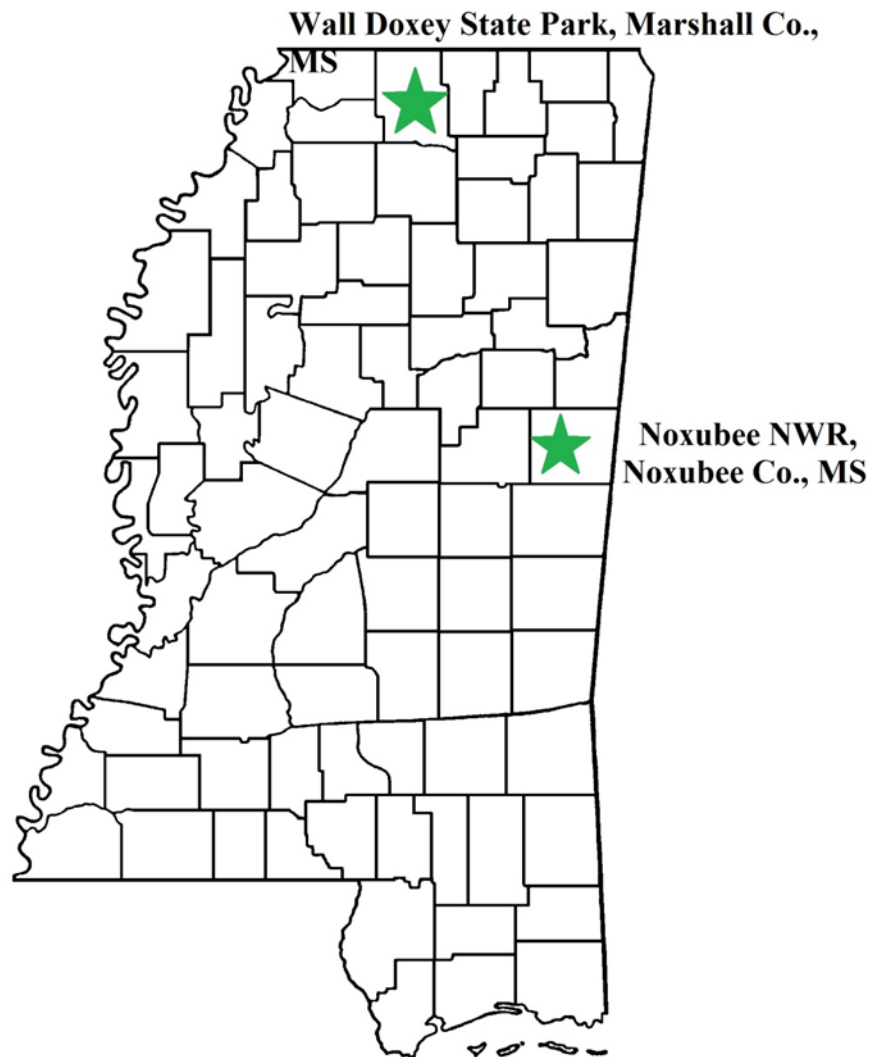 Wall Doxey State Park, Marshall Co.,
MS
Noxubee NWR,
Noxubee Co., MS